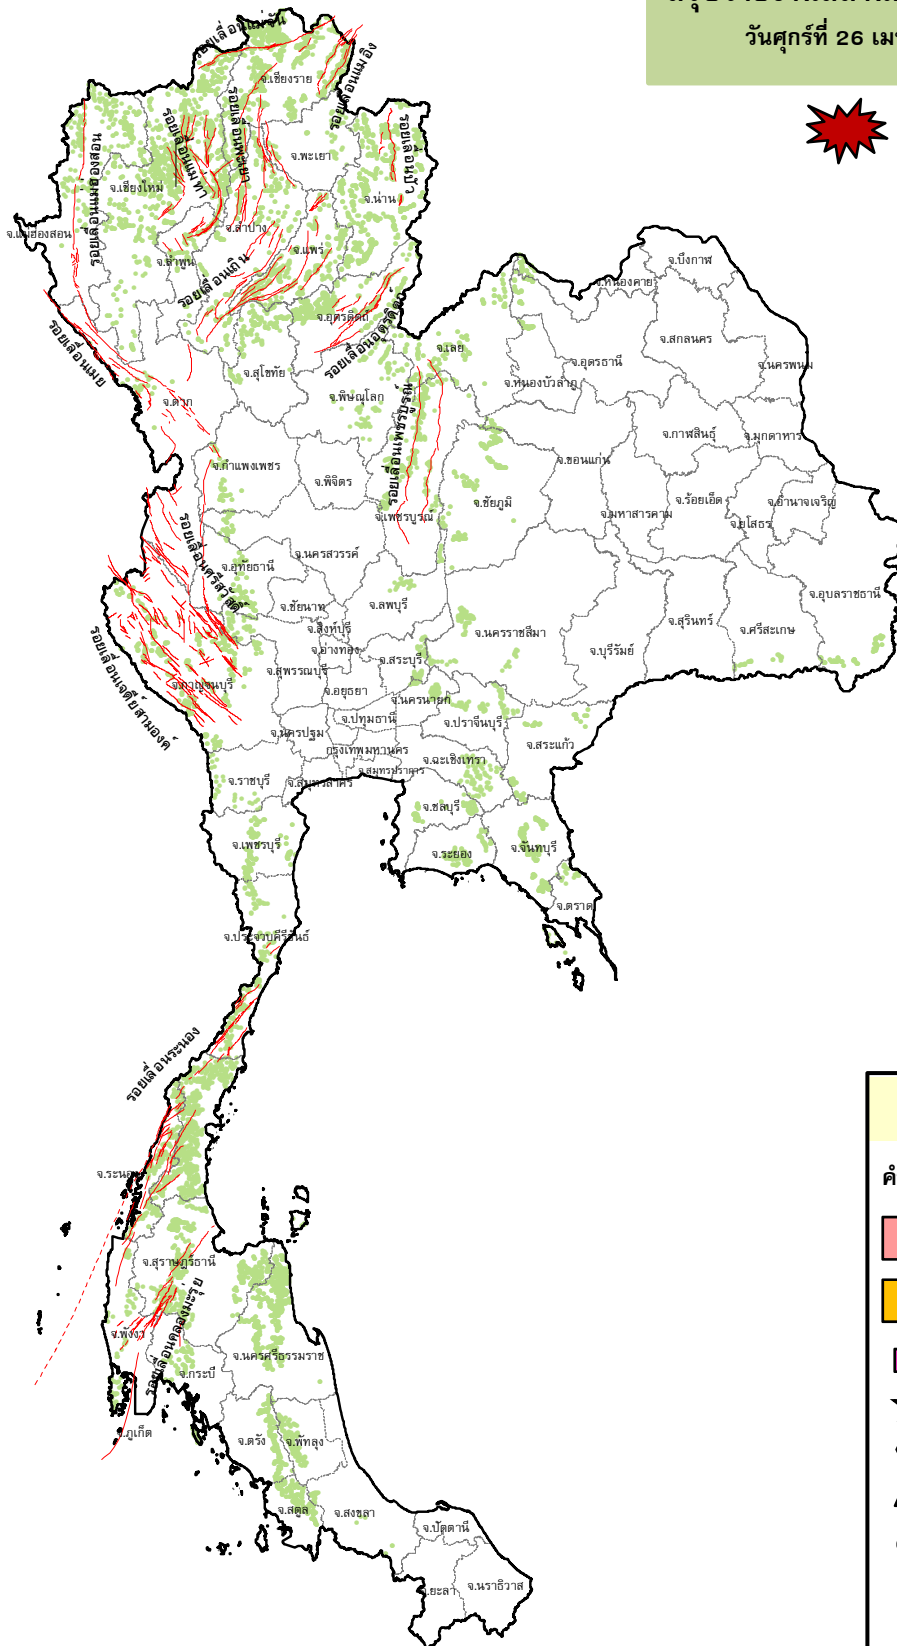 วันศุกร์ที่ 26 เม
รอยเลื่อนแม่จัน
จ.เชียงราย
รอยเลื่อนแม่อิง
รอยเลื่อนแม่ฮ่องสอน
รอยเลื่อนแม่ทา
รอยเลื่อนพะเยา
รอยเลื่อนปัว
จ.พะเยา
จ.เชียงใหม่
จ.น่าน
จ.แม่ฮ่องสอน
จ.ลำปาง
จ.แพร่
จ.ลำพูน
รอยเลื่อนเถิน
จ.บึงกาฬ
จ.หนองคาย
จ.อุตรดิตถ์
รอยเลื่อนอุตรดิตถ์
รอยเลื่อนเมย
จ.เลย
จ.สกลนคร
จ.อุดรธานี
จ.นครพนม
จ.สุโขทัย
จ.หนองบัวลำภู
จ.พิษณุโลก
จ.ตาก
รอยเลื่อนเพชรบูรณ์
จ.กาฬสินธุ์
จ.มุกดาหาร
จ.กำแพงเพชร
จ.พิจิตร
จ.ขอนแก่น
จ.ชัยภูมิ
จ.ร้อยเอ็ด
จ.อำนาจเจริญ
จ.มหาสารคาม
จ.ยโสธร
จ.เพชรบูรณ์
รอยเลื่อนศรีสวัสดิ์
จ.นครสวรรค์
จ.อุทัยธานี
จ.อุบลราชธานี
จ.ชัยนาท
จ.ลพบุรี
จ.สิงห์บุรี
จ.นครราชสีมา
จ.สุรินทร์
จ.ศรีสะเกษ
จ.บุรีรัมย์
จ.อ่างทอง
จ.สระบุรี
จ.สุพรรณบุรี
จ.กาญจนบุรี
รอยเลื่อนเจดีย์สามองค์
จ.อยุธยา
จ.นครนายก
จ.ปทุมธานี
จ.ปราจีนบุรี
จ.นครปฐม
จ.สระแก้ว
กรุงเทพมหานคร
จ.ฉะเชิงเทรา
จ.สมุทรปราการ
จ.ราชบุรี
จ.สมุทรสาคร
จ.ชลบุรี
จ.เพชรบุรี
จ.ระยอง
จ.จันทบุรี
จ.ตราด
จ.ประจวบคีรีขันธ์
รอยเลื่อนระนอง
จ.ระนอง
จ.สุราษฎร์ธานี
รอยเลื่อนคลองมะรุ่ย
จ.พังงา
จ.นครศรีธรรมราช
จ.กระบี่
จ.ภูเก็ต
จ.ตรัง
จ.พัทลุง
จ.สตูล
จ.สงขลา
จ.ปัตตานี
จ.ยะลา
จ.นราธิวาส